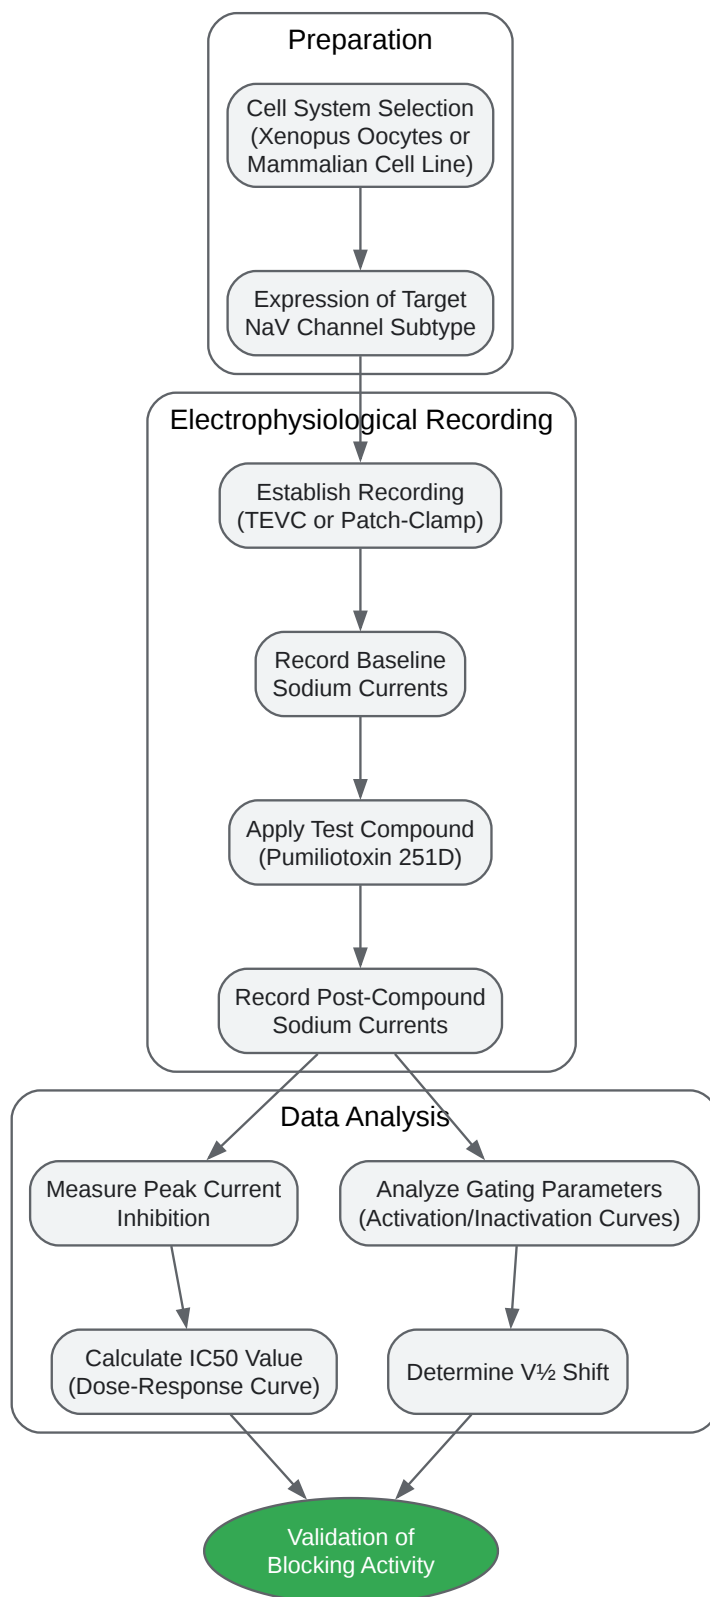 Preparation
Cell System Selection
(Xenopus Oocytes or
Mammalian Cell Line)
Expression of Target
NaV Channel Subtype
Electrophysiological Recording
Establish Recording
(TEVC or Patch-Clamp)
Record Baseline
Sodium Currents
Apply Test Compound
(Pumiliotoxin 251D)
Record Post-Compound
Sodium Currents
Data Analysis
Measure Peak Current
Inhibition
Analyze Gating Parameters
(Activation/Inactivation Curves)
Calculate IC50 Value
(Dose-Response Curve)
Determine V½ Shift
Validation of
Blocking Activity